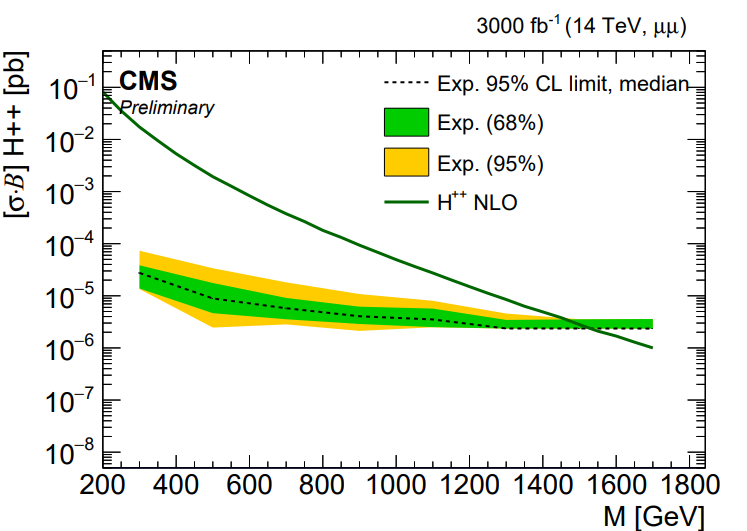 3000 fb⁻¹ (14 TeV, μμ)
[σ·B] H++ [pb]
CMS
Preliminary
Exp. 95% CL limit, median
Exp. (68%)
Exp. (95%)
H⁺⁺ NLO
10⁻¹
10⁻²
10⁻³
10⁻⁴
10⁻⁵
10⁻⁶
10⁻⁷
10⁻⁸
200 400 600 800 1000 1200 1400 1600 1800
M [GeV]